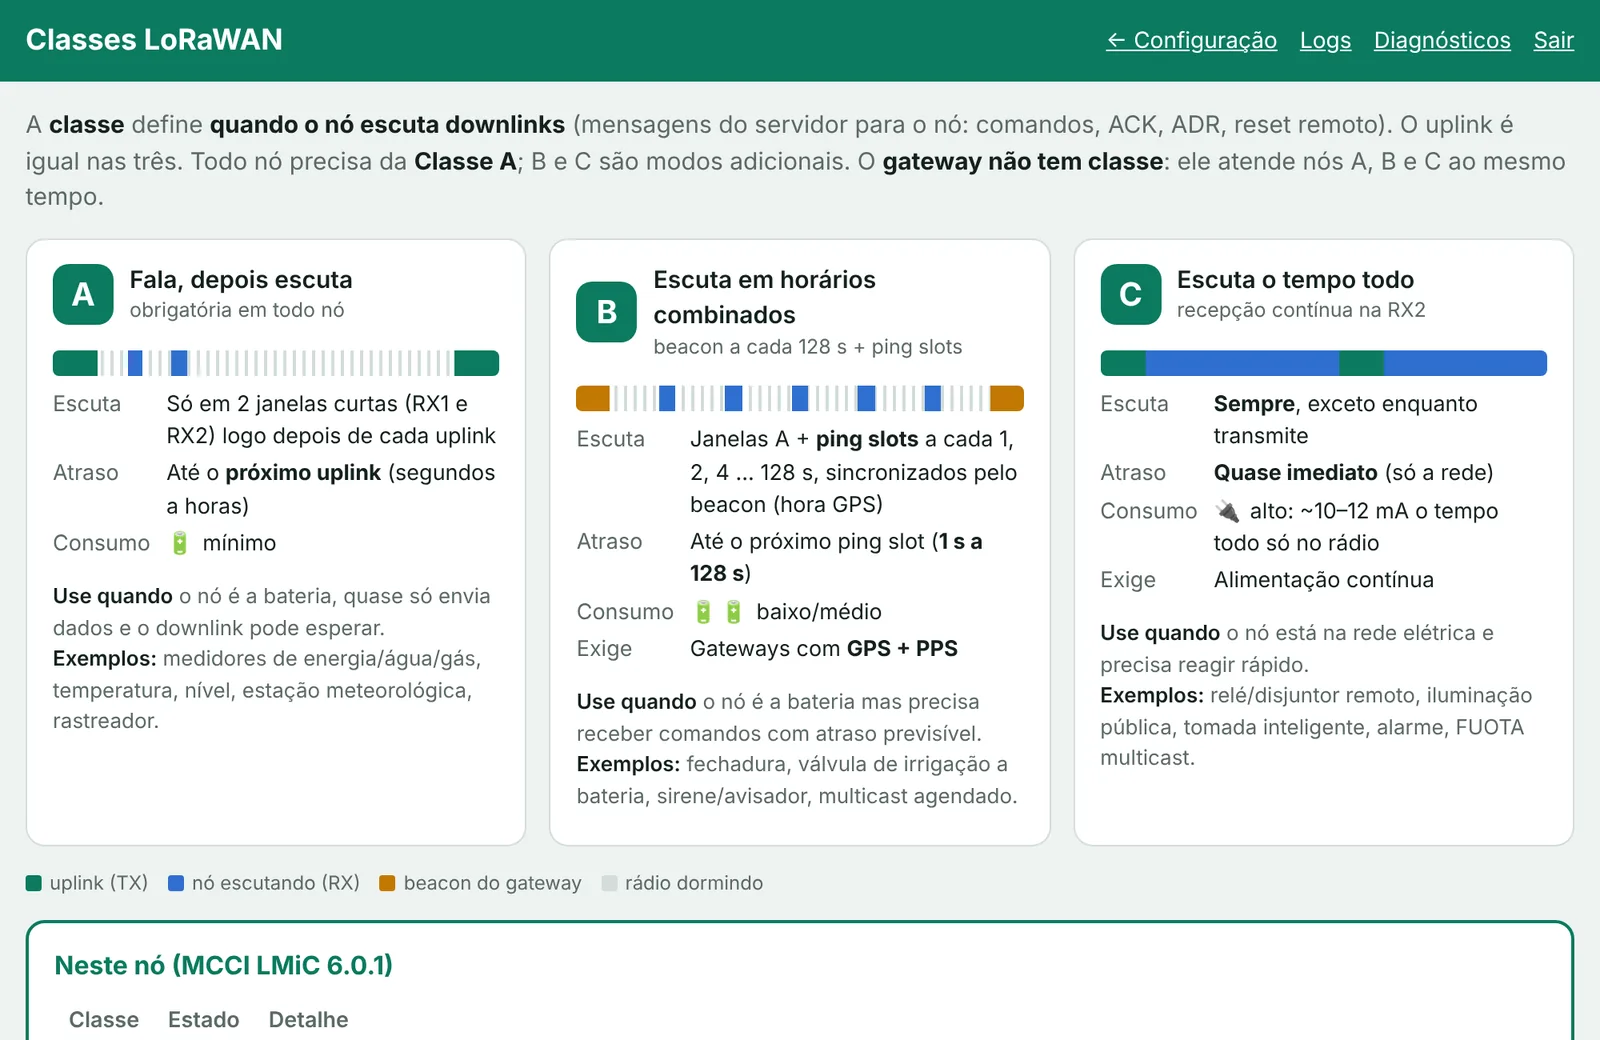 Classes LoRaWAN
← Configuração Logs Diagnósticos Sair
A classe define quando o nó escuta downlinks (mensagens do servidor para o nó: comandos, ACK, ADR, reset remoto). O uplink é
igual nas três. Todo nó precisa da Classe A; B e C são modos adicionais. O gateway não tem classe: ele atende nós A, B e C ao mesmo
tempo.
A
Fala, depois escuta
obrigatória em todo nó
Escuta Só em 2 janelas curtas (RX1 e
RX2) logo depois de cada uplink
Atraso Até o próximo uplink (segundos
a horas)
Consumo 🔋 mínimo
Use quando o nó é a bateria, quase só envia
dados e o downlink pode esperar.
Exemplos: medidores de energia/água/gás,
temperatura, nível, estação meteorológica,
rastreador.
B
Escuta em horários
combinados
beacon a cada 128 s + ping slots
Escuta Janelas A + ping slots a cada 1,
2, 4 … 128 s, sincronizados pelo
beacon (hora GPS)
Atraso Até o próximo ping slot (1 s a
128 s)
Consumo 🔋🔋 baixo/médio
Exige Gateways com GPS + PPS
Use quando o nó é a bateria mas precisa
receber comandos com atraso previsível.
Exemplos: fechadura, válvula de irrigação a
bateria, sirene/avisador, multicast agendado.
C
Escuta o tempo todo
recepção contínua na RX2
Escuta Sempre, exceto enquanto
transmite
Atraso Quase imediato (só a rede)
Consumo 🔌 alto: ~10–12 mA o tempo
todo só no rádio
Exige Alimentação contínua
Use quando o nó está na rede elétrica e
precisa reagir rápido.
Exemplos: relé/disjuntor remoto, iluminação
pública, tomada inteligente, alarme, FUOTA
multicast.
uplink (TX) nó escutando (RX) beacon do gateway rádio dormindo
Neste nó (MCCI LMiC 6.0.1)
Classe Estado Detalhe